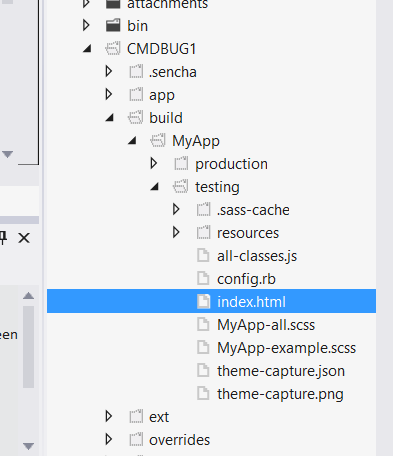 attachments
bin
CMDBUG1
.sencha
app
build
MyApp
production
testing
.sass-cache
resources
all-classes.js
config.rb
index.html
MyApp-all.scss
MyApp-example.scss
theme-capture.json
theme-capture.png
ext
overrides
een